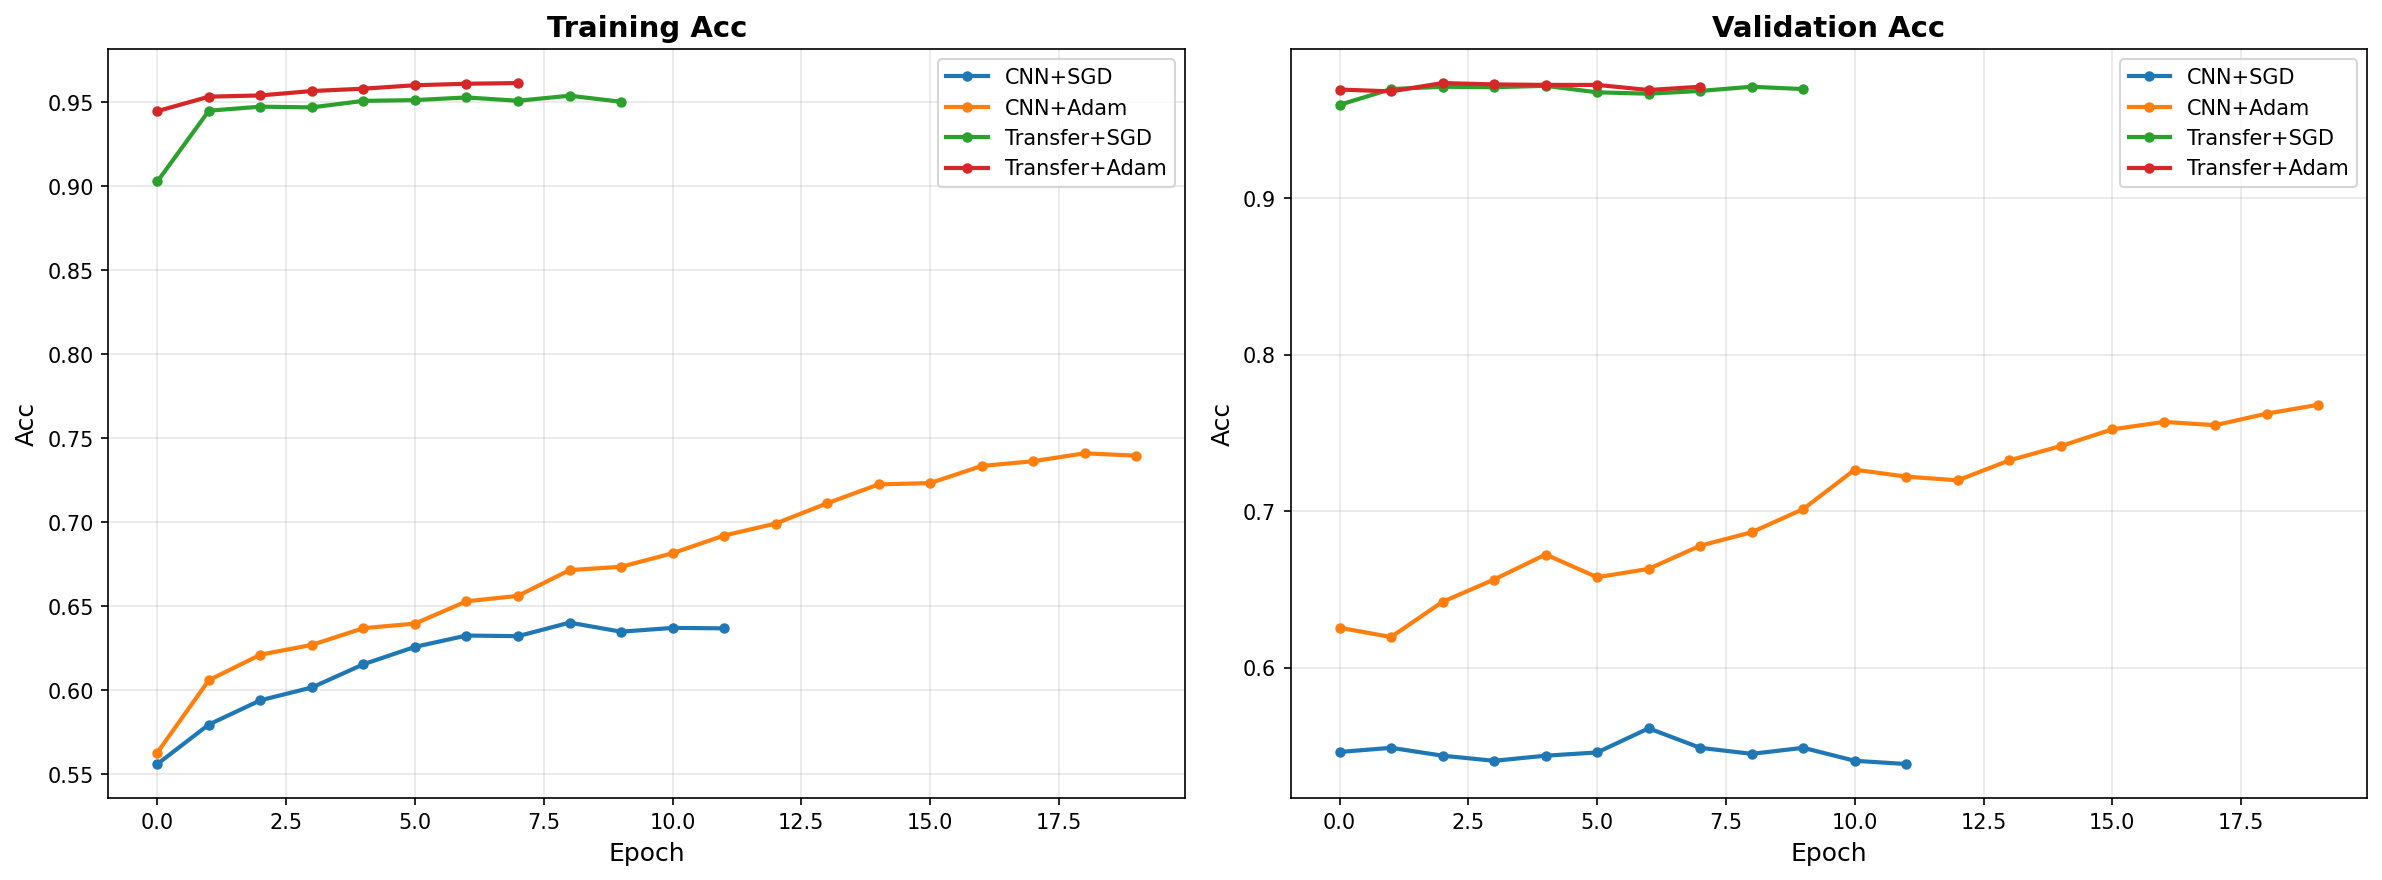 Training Acc
Acc
0.95
0.90
0.85
0.80
0.75
0.70
0.65
0.60
0.55
0.0 2.5 5.0 7.5 10.0 12.5 15.0 17.5
Epoch
CNN+SGD
CNN+Adam
Transfer+SGD
Transfer+Adam
Validation Acc
Acc
0.9
0.8
0.7
0.6
0.0 2.5 5.0 7.5 10.0 12.5 15.0 17.5
Epoch
CNN+SGD
CNN+Adam
Transfer+SGD
Transfer+Adam